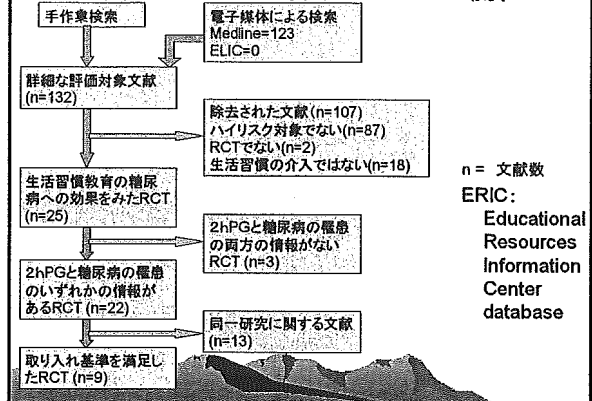 手作業検索
電子媒体による検索
Medline=123
ELIC=0
詳細な評価対象文献
(n=132)
除去された文献(n=107)
ハイリスク対象でない(n=87)
RCTでない(n=2)
生活習慣の介入ではない(n=18)
生活習慣教育の糖尿
病への効果をみたRCT
(n=25)
2hPGと糖尿病の罹患
の両方の情報がない
RCT (n=3)
2hPGと糖尿病の罹患
のいずれかの情報が
あるRCT (n=22)
同一研究に関する文献
(n=13)
取り入れ基準を満足し
たRCT (n=9)
n = 文献数
ERIC:
Educational
Resources
Information
Center
database